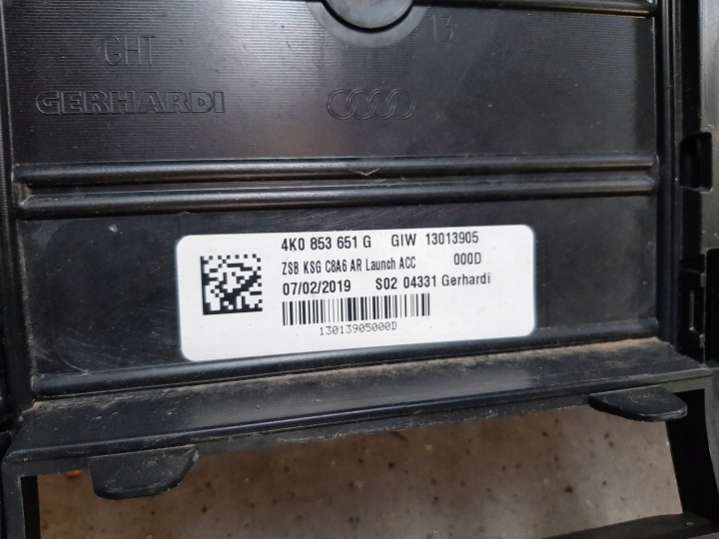 13
GHT
GERHARDI
4K0 853 651 G GIW 13013905
ZSB KSG C8A6 AR Launch ACC 000D
07/02/2019 S02 04331 Gerhardi
13013905000D